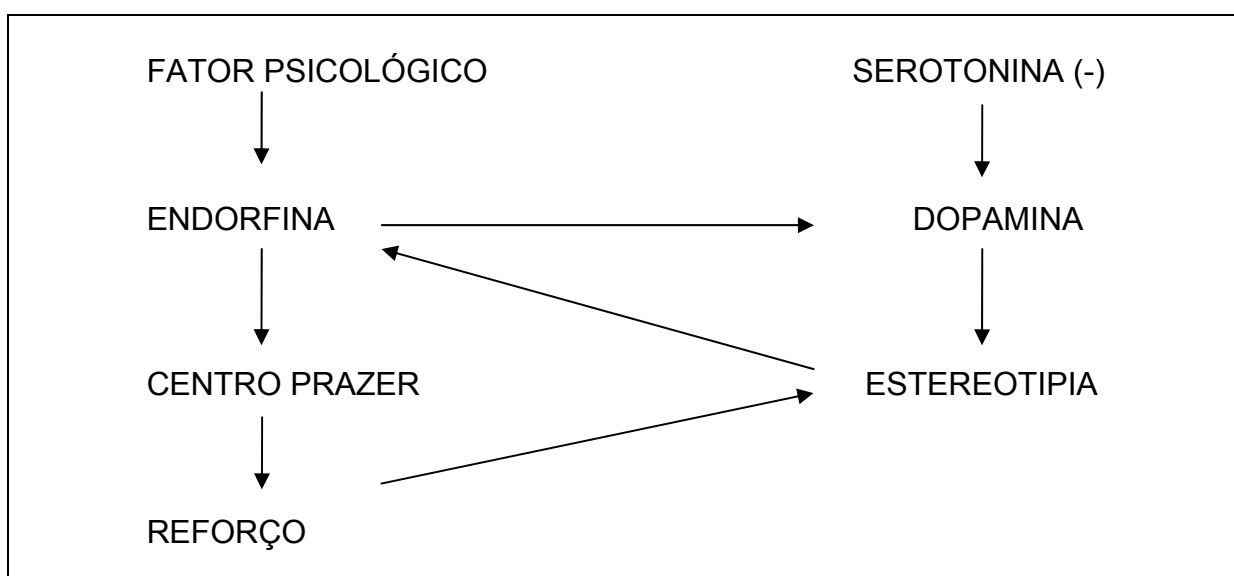 FATOR PSICOLÓGICO
SEROTONINA (-)
ENDORFINA
DOPAMINA
CENTRO PRAZER
ESTEREOTIPIA
REFORÇO